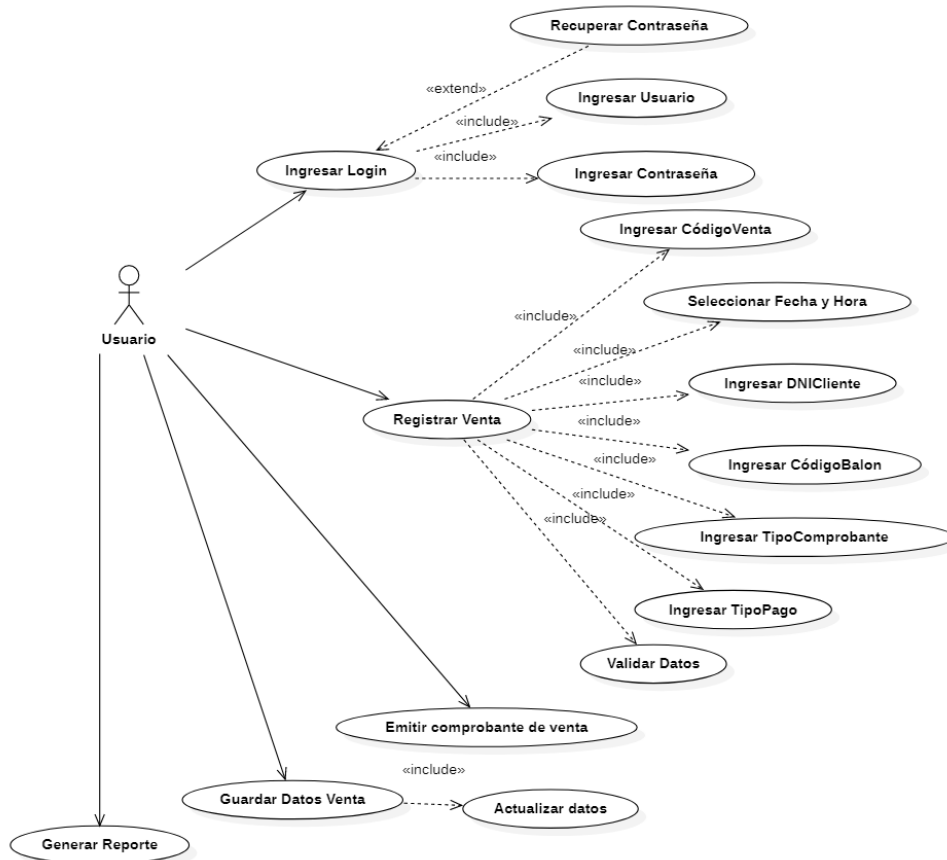 Recuperar Contraseña
«extend»
Ingresar Usuario
«include»
«include»
Ingresar Login
Ingresar Contraseña
Ingresar CódigoVenta
Seleccionar Fecha y Hora
«include»
Usuario
«include»
«include»
Ingresar DNICliente
Registrar Venta
«include»
«include»
Ingresar CódigoBalon
«include»
«include»
Ingresar TipoComprobante
Ingresar TipoPago
Validar Datos
Emitir comprobante de venta
«include»
Guardar Datos Venta
Actualizar datos
Generar Reporte